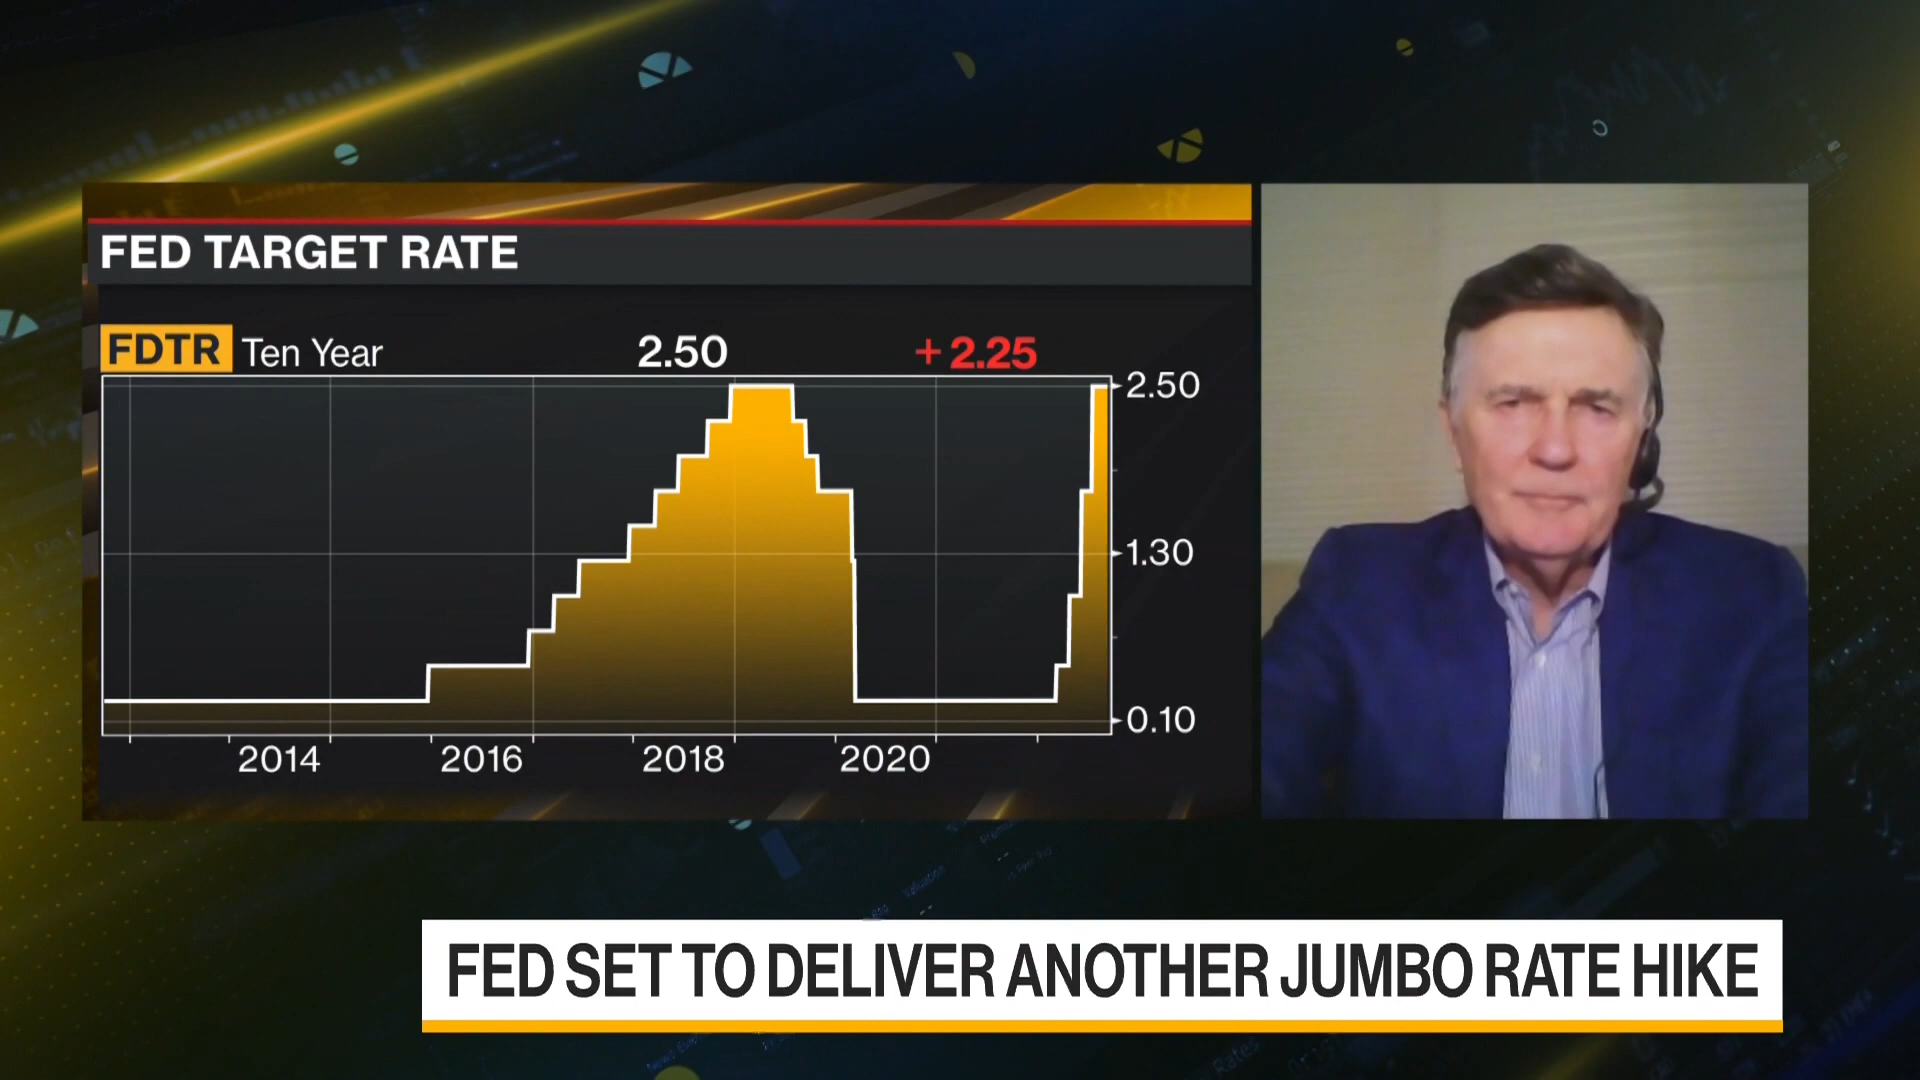 FED TARGET RATE
FDTR Ten Year 2.50 +2.25
2.50
1.30
0.10
2014 2016 2018 2020
FED SET TO DELIVER ANOTHER JUMBO RATE HIKE